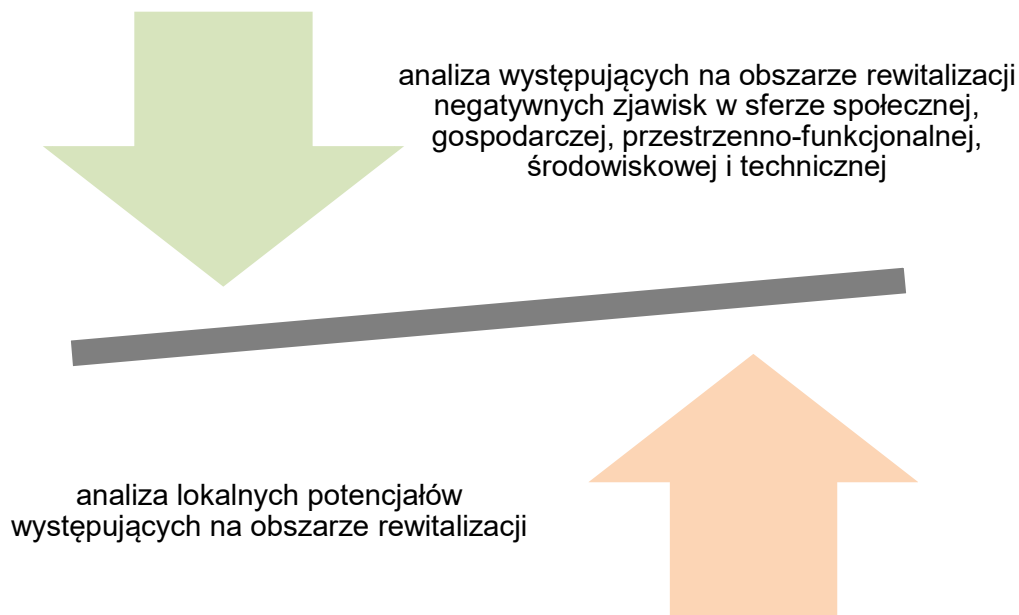 analiza występujących na obszarze rewitalizacji
negatywnych zjawisk w sferze społecznej,
gospodarczej, przestrzenno-funkcjonalnej,
środowiskowej i technicznej
analiza lokalnych potencjałów
występujących na obszarze rewitalizacji